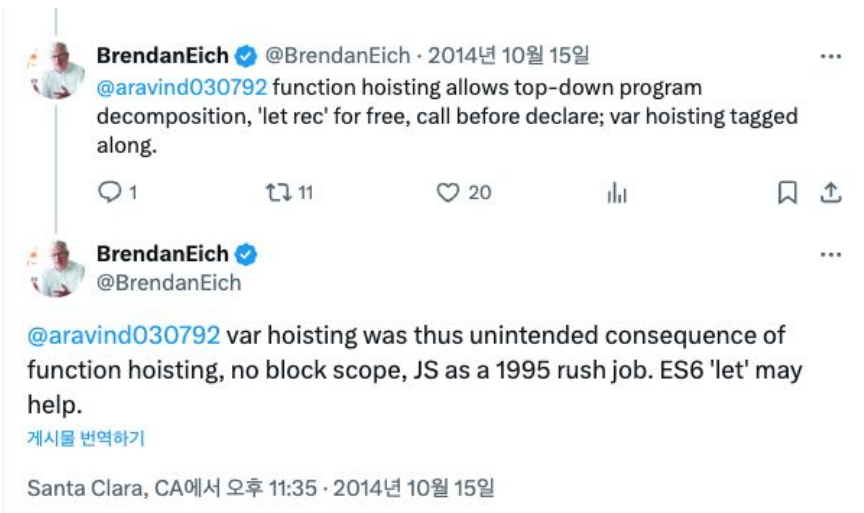 BrendanEich @BrendanEich · 2014년 10월 15일
@aravind030792 function hoisting allows top-down program
decomposition, 'let rec' for free, call before declare; var hoisting tagged
along.
1 11 20
BrendanEich
@BrendanEich
@aravind030792 var hoisting was thus unintended consequence of
function hoisting, no block scope, JS as a 1995 rush job. ES6 'let' may
help.
게시물 번역하기
Santa Clara, CA에서 오후 11:35 · 2014년 10월 15일